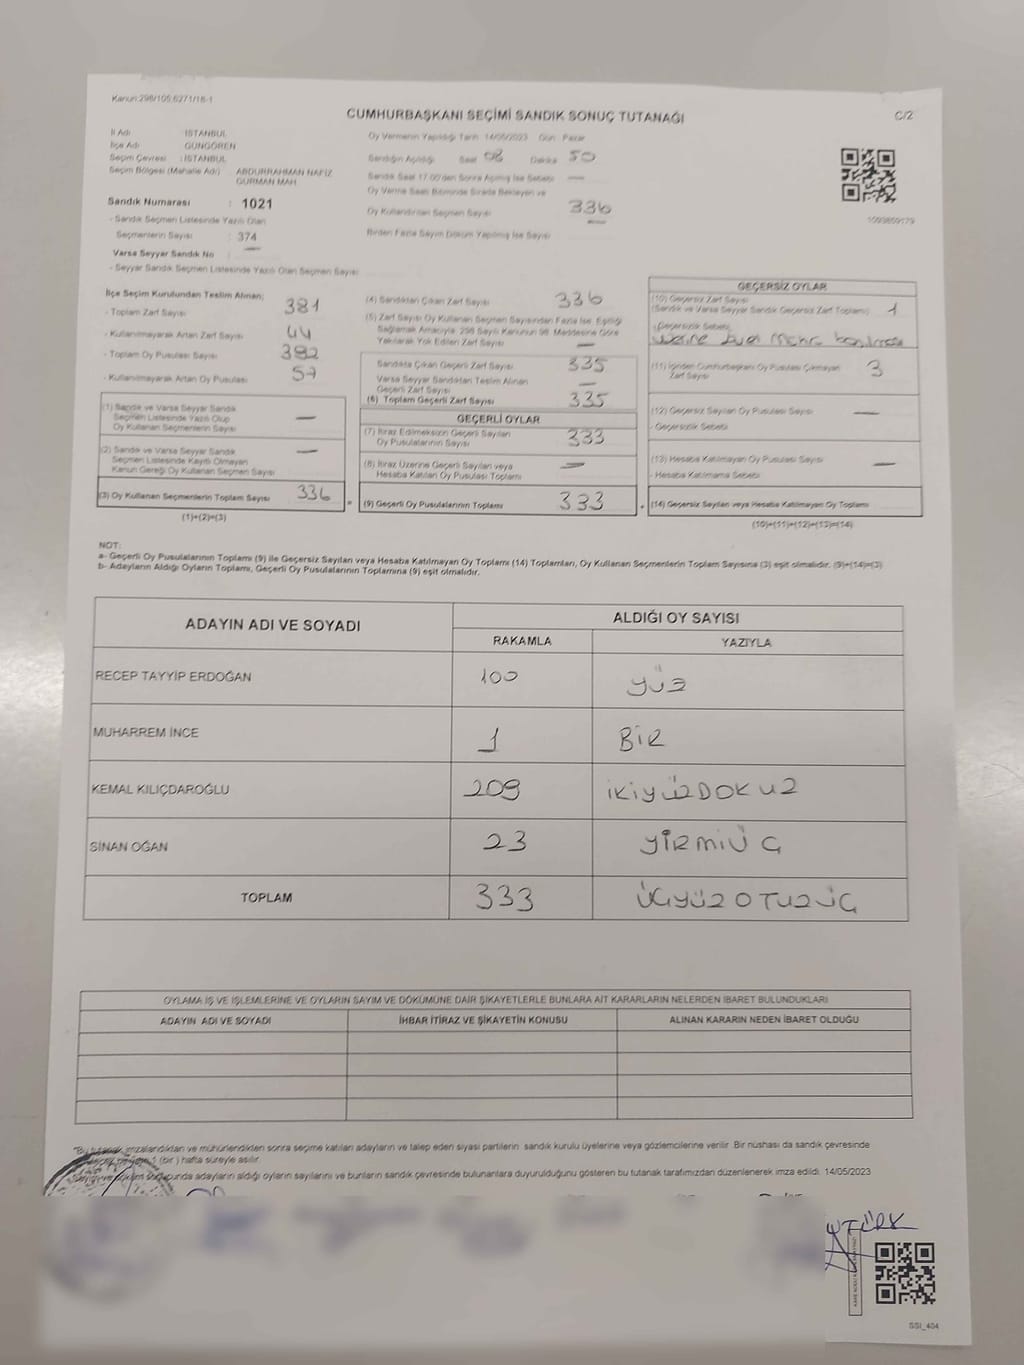 Kanun:298/105,6271/18-1
CUMHURBAŞKANI SEÇİMİ SANDIK SONUÇ TUTANAĞI
C/2
İl Adı : İSTANBUL
İlçe Adı : GÜNGÖREN
Seçim Çevresi : İSTANBUL
Seçim Bölgesi (Mahalle Adı) : ABDURRAHMAN NAFİZ
GÜRMAN MAH.
Sandık Numarası : 1021
- Sandık Seçmen Listesinde Yazılı Olan
Seçmenlerin Sayısı : 374
Varsa Seyyar Sandık No : —
- Seyyar Sandık Seçmen Listesinde Yazılı Olan Seçmen Sayısı
Oy Vermenin Yapıldığı Tarih 14/05/2023 Gün: Pazar
Sandığın Açıldığı Saat 08 Dakika 50
Sandık Saat 17:00'den Sonra Açılmış İse Sebebi —
Oy Verme Saati Bitiminde Sırada Bekleyen ve
Oy Kullandırılan Seçmen Sayısı 336
Birden Fazla Sayım Döküm Yapılmış İse Sayısı —
1093809179
İlçe Seçim Kurulundan Teslim Alınan;
- Toplam Zarf Sayısı 381
- Kullanılmayarak Artan Zarf Sayısı 44
- Toplam Oy Pusulası Sayısı 392
- Kullanılmayarak Artan Oy Pusulası 57
(1) Sandık ve Varsa Seyyar Sandık
Seçmen Listesinde Yazılı Olup
Oy Kullanan Seçmenlerin Sayısı —
(2) Sandık ve Varsa Seyyar Sandık
Seçmen Listesinde Kayıtlı Olmayan
Kanun Gereği Oy Kullanan Seçmen Sayısı —
(3) Oy Kullanan Seçmenlerin Toplam Sayısı 336
(1)+(2)=(3)
=
(4) Sandıktan Çıkan Zarf Sayısı 336
(5) Zarf Sayısı Oy Kullanan Seçmen Sayısından Fazla İse, Eşitliği
Sağlamak Amacıyla, 298 Sayılı Kanunun 98. Maddesine Göre
Yakılarak Yok Edilen Zarf Sayısı —
Sandıkta Çıkan Geçerli Zarf Sayısı 335
Varsa Seyyar Sandıktan Teslim Alınan
Geçerli Zarf Sayısı —
(6) Toplam Geçerli Zarf Sayısı 335
GEÇERLİ OYLAR
(7) İtiraz Edilmeksizin Geçerli Sayılan
Oy Pusulalarının Sayısı 333
(8) İtiraz Üzerine Geçerli Sayılan veya
Hesaba Katılan Oy Pusulası Toplamı —
(9) Geçerli Oy Pusulalarının Toplamı 333
+
GEÇERSİZ OYLAR
(10) Geçersiz Zarf Sayısı
(Sandık ve Varsa Seyyar Sandık Geçersiz Zarf Toplamı) 1
- Geçersizlik Sebebi
üzerine Evet Mührü basılması
(11) İçinden Cumhurbaşkanı Oy Pusulası Çıkmayan
Zarf Sayısı 3
(12) Geçersiz Sayılan Oy Pusulası Sayısı —
- Geçersizlik Sebebi
(13) Hesaba Katılmayan Oy Pusulası Sayısı —
- Hesaba Katılmama Sebebi
(14) Geçersiz Sayılan veya Hesaba Katılmayan Oy Toplamı
(10)+(11)+(12)+(13)=(14)
NOT:
a- Geçerli Oy Pusulalarının Toplamı (9) ile Geçersiz Sayılan veya Hesaba Katılmayan Oy Toplamı (14) Toplamları, Oy Kullanan Seçmenlerin Toplam Sayısına (3) eşit olmalıdır. (9)+(14)=(3)
b- Adayların Aldığı Oyların Toplamı, Geçerli Oy Pusulalarının Toplamına (9) eşit olmalıdır.
ADAYIN ADI VE SOYADI
ALDIĞI OY SAYISI
RAKAMLA YAZIYLA
RECEP TAYYİP ERDOĞAN 100 YÜZ
MUHARREM İNCE 1 BİR
KEMAL KILIÇDAROĞLU 209 İKİYÜZDOKUZ
SİNAN OĞAN 23 YİRMİÜÇ
TOPLAM 333 ÜÇYÜZOTUZÜÇ
OYLAMA İŞ VE İŞLEMLERİNE VE OYLARIN SAYIM VE DÖKÜMÜNE DAİR ŞİKAYETLERLE BUNLARA AİT KARARLARIN NELERDEN İBARET BULUNDUKLARI
ADAYIN ADI VE SOYADI İHBAR İTİRAZ VE ŞİKAYETİN KONUSU ALINAN KARARIN NEDEN İBARET OLDUĞU
*Bu tutanak imzalandıktan ve mühürlendikten sonra seçime katılan adayların ve talep eden siyasi partilerin sandık kurulu üyelerine veya gözlemcilerine verilir. Bir nüshası da sandık çevresinde
1 (bir) hafta süreyle asılır.
sonunda adayların aldığı oyların sayılarını ve bunların sandık çevresinde bulunanlara duyurulduğunu gösteren bu tutanak tarafımızdan düzenlenerek imza edildi. 14/05/2023
SSI_404